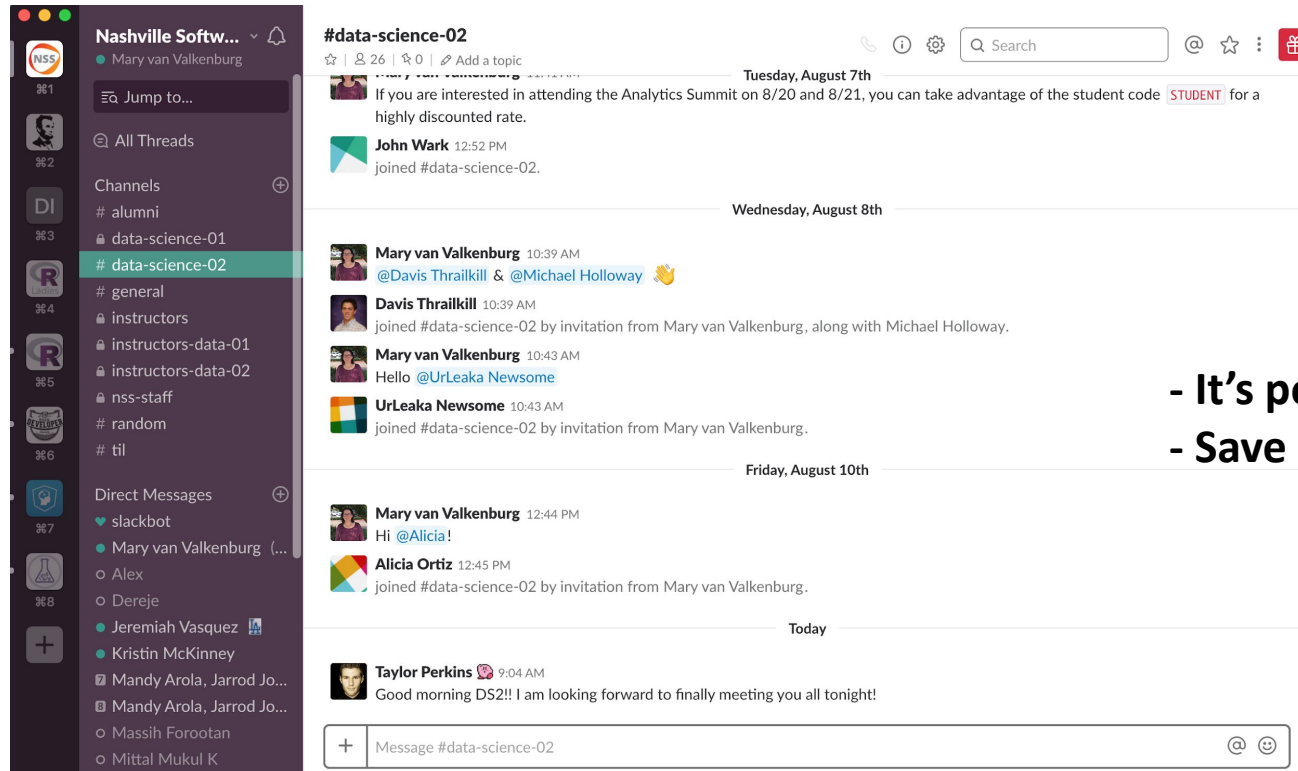 NSS
⌘1
⌘2
DI
⌘3
R
Ladies
⌘4
R
⌘5
DEVELOPER
⌘6
⌘7
⌘8
Nashville Softw...
Mary van Valkenburg
Jump to...
All Threads
Channels
# alumni
data-science-01
# data-science-02
# general
instructors
instructors-data-01
instructors-data-02
nss-staff
# random
# til
Direct Messages
slackbot
Mary van Valkenburg (...
Alex
Dereje
Jeremiah Vasquez
Kristin McKinney
7 Mandy Arola, Jarrod Jo...
8 Mandy Arola, Jarrod Jo...
Massih Forootan
Mittal Mukul K
#data-science-02
26 | 0 | Add a topic
Search
Tuesday, August 7th
Mary van Valkenburg 11:41 AM
If you are interested in attending the Analytics Summit on 8/20 and 8/21, you can take advantage of the student code STUDENT for a
highly discounted rate.
John Wark 12:52 PM
joined #data-science-02.
Wednesday, August 8th
Mary van Valkenburg 10:39 AM
@Davis Thrailkill & @Michael Holloway 👋
Davis Thrailkill 10:39 AM
joined #data-science-02 by invitation from Mary van Valkenburg, along with Michael Holloway.
Mary van Valkenburg 10:43 AM
Hello @UrLeaka Newsome
UrLeaka Newsome 10:43 AM
joined #data-science-02 by invitation from Mary van Valkenburg.
Friday, August 10th
Mary van Valkenburg 12:44 PM
Hi @Alicia!
Alicia Ortiz 12:45 PM
joined #data-science-02 by invitation from Mary van Valkenburg.
Today
Taylor Perkins 9:04 AM
Good morning DS2!! I am looking forward to finally meeting you all tonight!
Message #data-science-02
- It’s
- Save